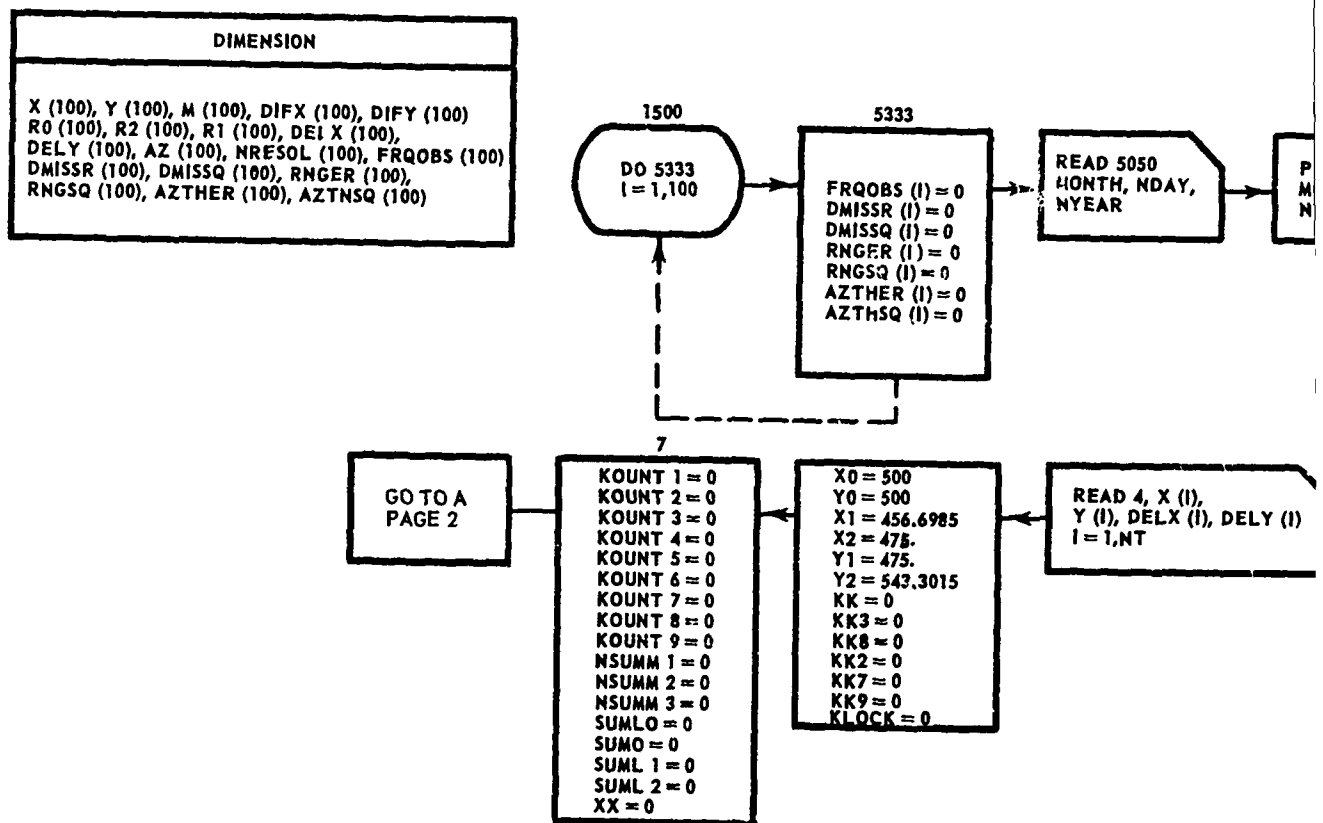 DIMENSION
X (100), Y (100), M (100), DIFX (100), DIFY (100)
R0 (100), R2 (100), R1 (100), DELX (100),
DELY (100), AZ (100), NRESOL (100), FRQOBS (100)
DMISSR (100), DMISSQ (100), RNGER (100),
RNGSQ (100), AZTHER (100), AZTNSQ (100)
1500
DO 5333
I = 1,100
5333
FRQOBS (I) = 0
DMISSR (I) = 0
DMISSQ (I) = 0
RNGER (I) = 0
RNGSQ (I) = 0
AZTHER (I) = 0
AZTHSQ (I) = 0
READ 5050
MONTH, NDAY,
NYEAR
P
M
N
7
KOUNT 1 = 0
KOUNT 2 = 0
KOUNT 3 = 0
KOUNT 4 = 0
KOUNT 5 = 0
KOUNT 6 = 0
KOUNT 7 = 0
KOUNT 8 = 0
KOUNT 9 = 0
NSUMM 1 = 0
NSUMM 2 = 0
NSUMM 3 = 0
SUMLO = 0
SUMO = 0
SUML 1 = 0
SUML 2 = 0
XX = 0
GO TO A
PAGE 2
X0 = 500
Y0 = 500
X1 = 456.6985
X2 = 475.
Y1 = 475.
Y2 = 543.3015
KK = 0
KK3 = 0
KK8 = 0
KK2 = 0
KK7 = 0
KK9 = 0
KLOCK = 0
READ 4, X (I),
Y (I), DELX (I), DELY (I)
I = 1,NT